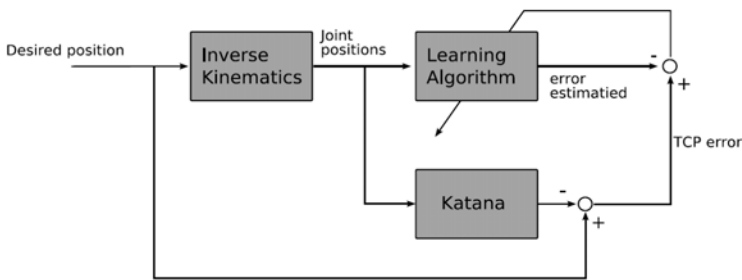 Desired position
Inverse
Kinematics
Joint
positions
Learning
Algorithm
-
+
error
estimatied
TCP error
Katana
-
+